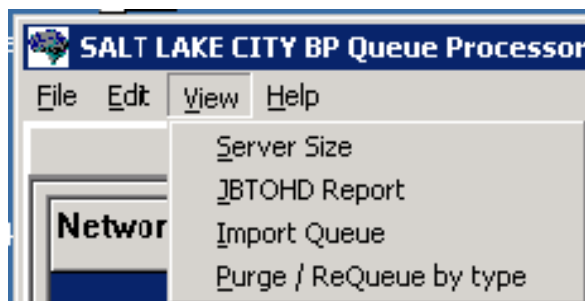 SALT LAKE CITY BP Queue Processor
File Edit View Help
Server Size
JBTOHD Report
Networ
Import Queue
Purge / ReQueue by type